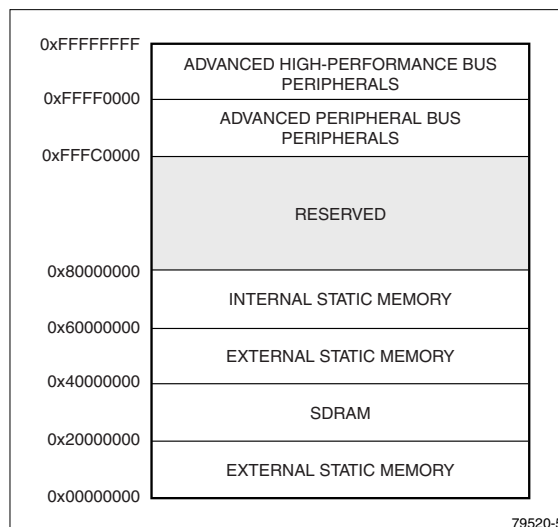 0xFFFFFFFF
ADVANCED HIGH-PERFORMANCE BUS
PERIPHERALS
0xFFFF0000
ADVANCED PERIPHERAL BUS
PERIPHERALS
0xFFFC0000
RESERVED
0x80000000
INTERNAL STATIC MEMORY
0x60000000
EXTERNAL STATIC MEMORY
0x40000000
SDRAM
0x20000000
EXTERNAL STATIC MEMORY
0x00000000